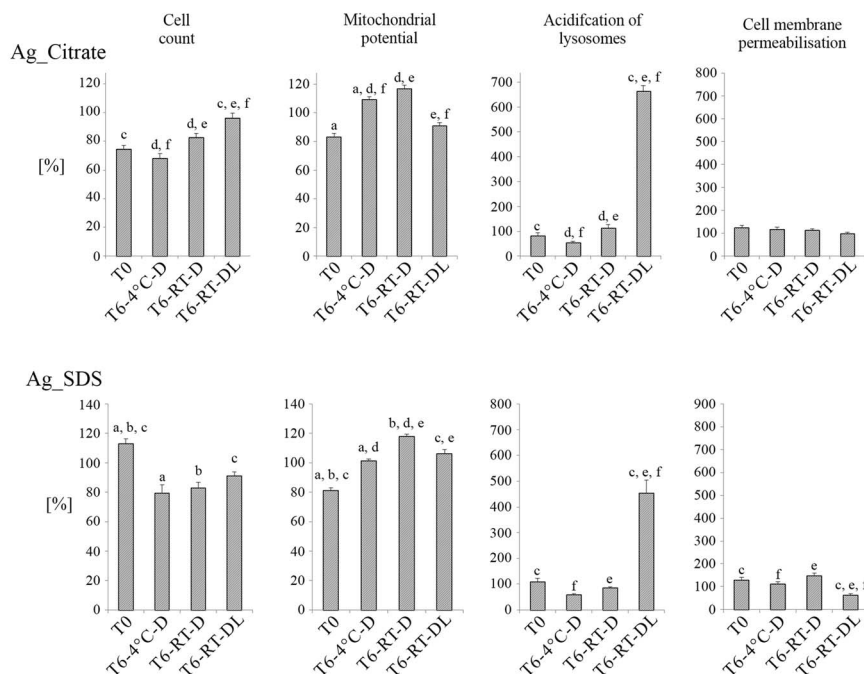 Cell
count
Mitochondrial
potential
Acidifcation of
lysosomes
Cell membrane
permeabilisation
Ag_Citrate
[%]
120
100
80
60
40
20
0
c
d, f
d, e
c, e, f
T0
T6-4°C-D
T6-RT-D
T6-RT-DL
120
100
80
60
40
20
0
a
a, d, f
d, e
e, f
T0
T6-4°C-D
T6-RT-D
T6-RT-DL
700
600
500
400
300
200
100
0
c
d, f
d, e
c, e, f
T0
T6-4°C-D
T6-RT-D
T6-RT-DL
800
700
600
500
400
300
200
100
0
T0
T6-4°C-D
T6-RT-D
T6-RT-DL
Ag_SDS
[%]
140
120
100
80
60
40
20
0
a, b, c
a
b
c
T0
T6-4°C-D
T6-RT-D
T6-RT-DL
140
120
100
80
60
40
20
0
a, b, c
a, d
b, d, e
c, e
T0
T6-4°C-D
T6-RT-D
T6-RT-DL
800
700
600
500
400
300
200
100
0
c
f
e
c, e, f
T0
T6-4°C-D
T6-RT-D
T6-RT-DL
900
800
700
600
500
400
300
200
100
0
c
f
e
c, e, f
T0
T6-4°C-D
T6-RT-D
T6-RT-DL